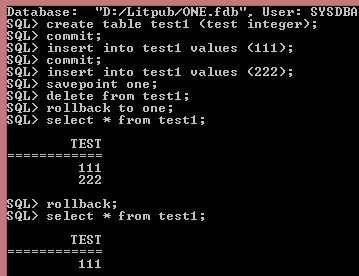 Database:  "D:/Litpub/ONE.fdb", User: SYSDBA
SQL> create table test1 (test integer);
SQL> commit;
SQL> insert into test1 values (111);
SQL> commit;
SQL> insert into test1 values (222);
SQL> savepoint one;
SQL> delete from test1;
SQL> rollback to one;
SQL> select * from test1;
TEST
============
111
222
SQL> rollback;
SQL> select * from test1;
TEST
============
111